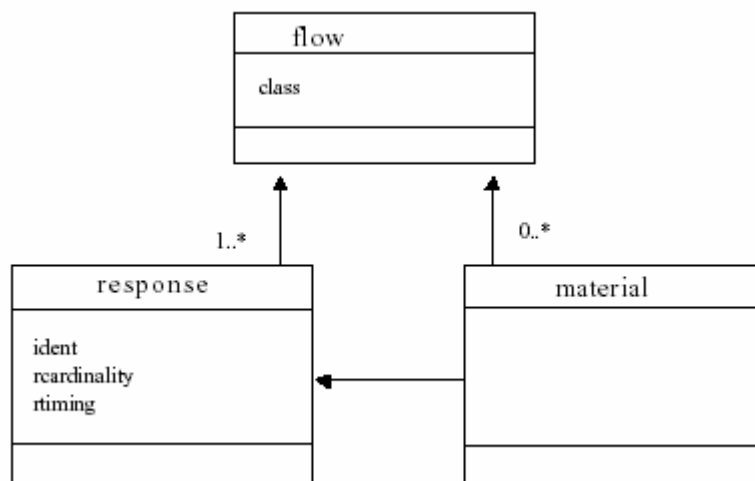 flow
class
1..*
0..*
response
material
ident
rcardinality
rtiming